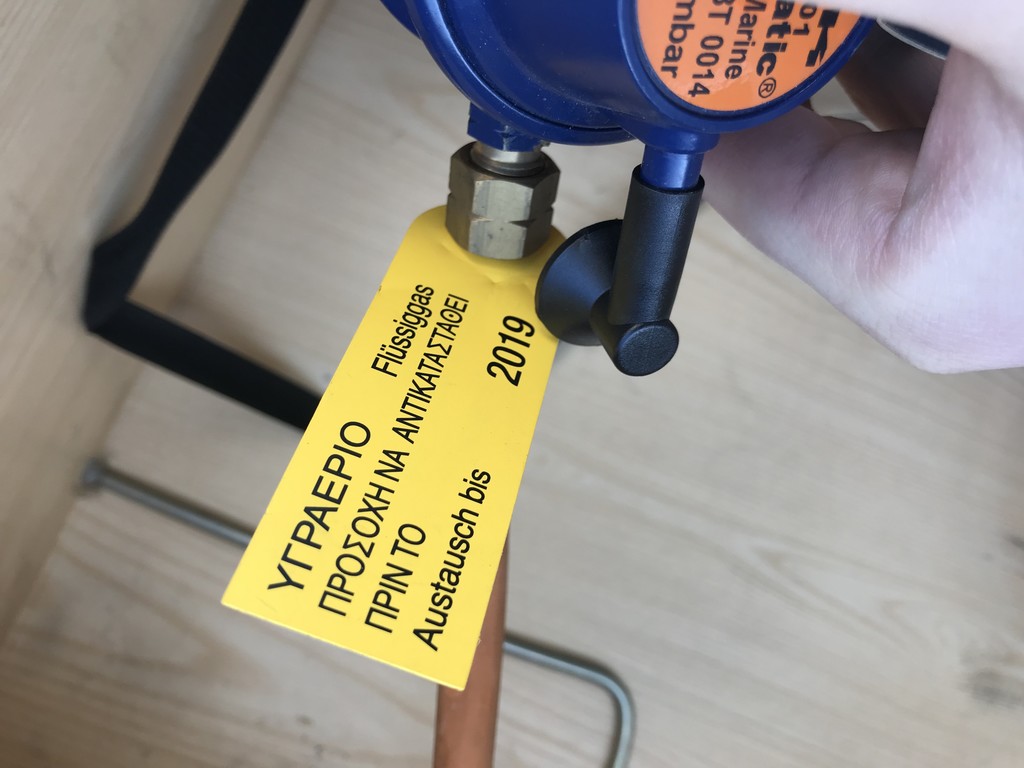 ΥΓΡΑΕΡΙΟ Flüssiggas
ΠΡΟΣΟΧΗ ΝΑ ΑΝΤΙΚΑΤΑΣΤΑΘΕΙ
ΠΡΙΝ ΤΟ 2019
Austausch bis
Marine
0014
mbar